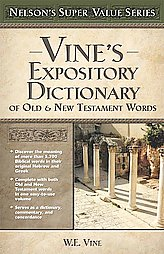 NELSON'S SUPER VALUE SERIES
VINE'S
EXPOSITORY
DICTIONARY
OF OLD & NEW TESTAMENT WORDS
Discover the meaning
of more than 5,700
Biblical words in their
original Hebrew and
Greek
Complete with both
Old and New
Testament words
in one easy-to-use
volume
Serves as a dictionary,
commentary, and
concordance
W.E. VINE